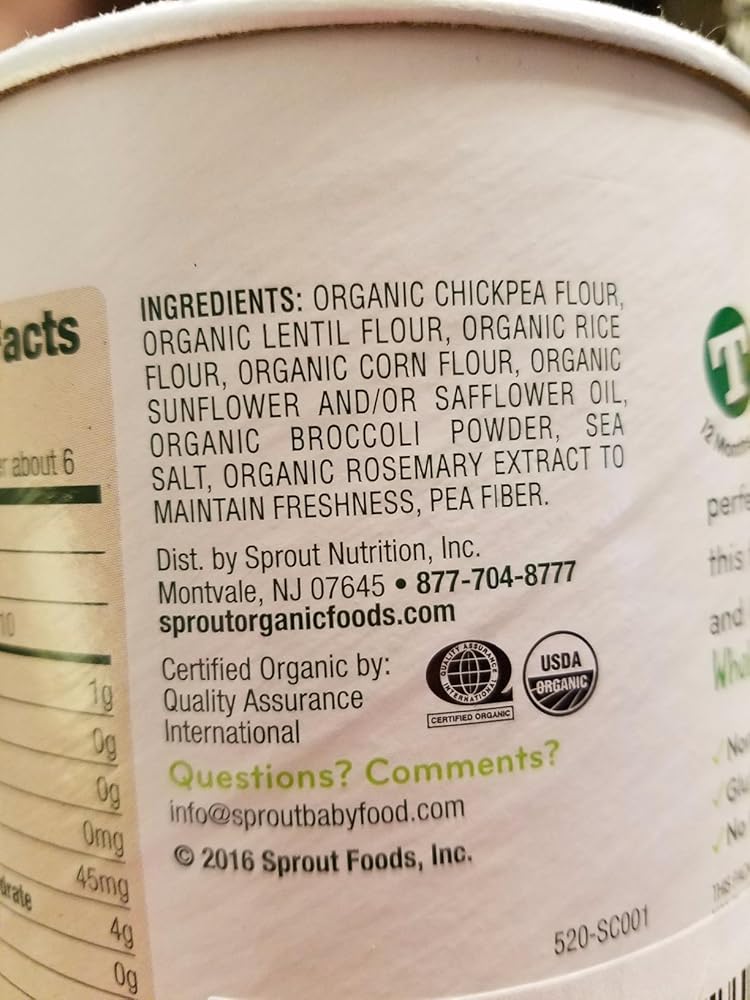 acts
r about 6
10
1g
0g
0g
0mg
45mg
drate
4g
0g
INGREDIENTS: ORGANIC CHICKPEA FLOUR,
ORGANIC LENTIL FLOUR, ORGANIC RICE
FLOUR, ORGANIC CORN FLOUR, ORGANIC
SUNFLOWER AND/OR SAFFLOWER OIL,
ORGANIC BROCCOLI POWDER, SEA
SALT, ORGANIC ROSEMARY EXTRACT TO
MAINTAIN FRESHNESS, PEA FIBER.
Dist. by Sprout Nutrition, Inc.
Montvale, NJ 07645 • 877-704-8777
sproutorganicfoods.com
Certified Organic by:
Quality Assurance
International
QUALITY ASSURANCE
INTERNATIONAL
CERTIFIED ORGANIC
USDA
ORGANIC
Questions? Comments?
info@sproutbabyfood.com
© 2016 Sprout Foods, Inc.
520-SC001
T
12 Month
perfe
this
and
No